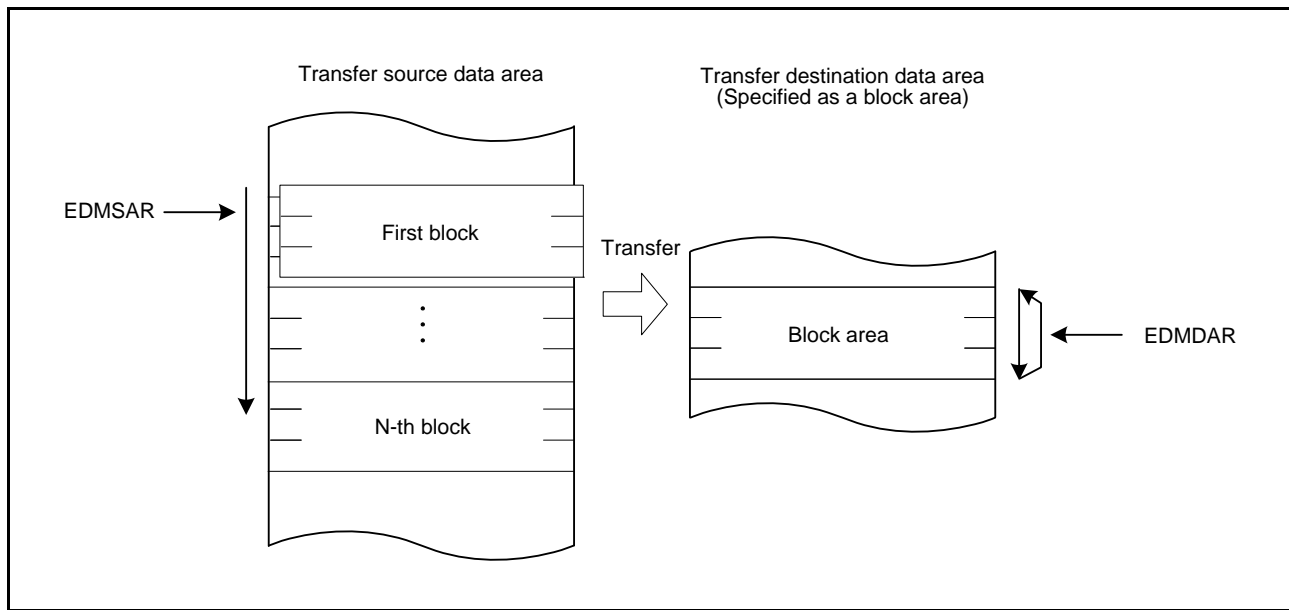 Transfer source data area
Transfer destination data area
(Specified as a block area)
EDMSAR
First block
Transfer
Block area
EDMDAR
N-th block